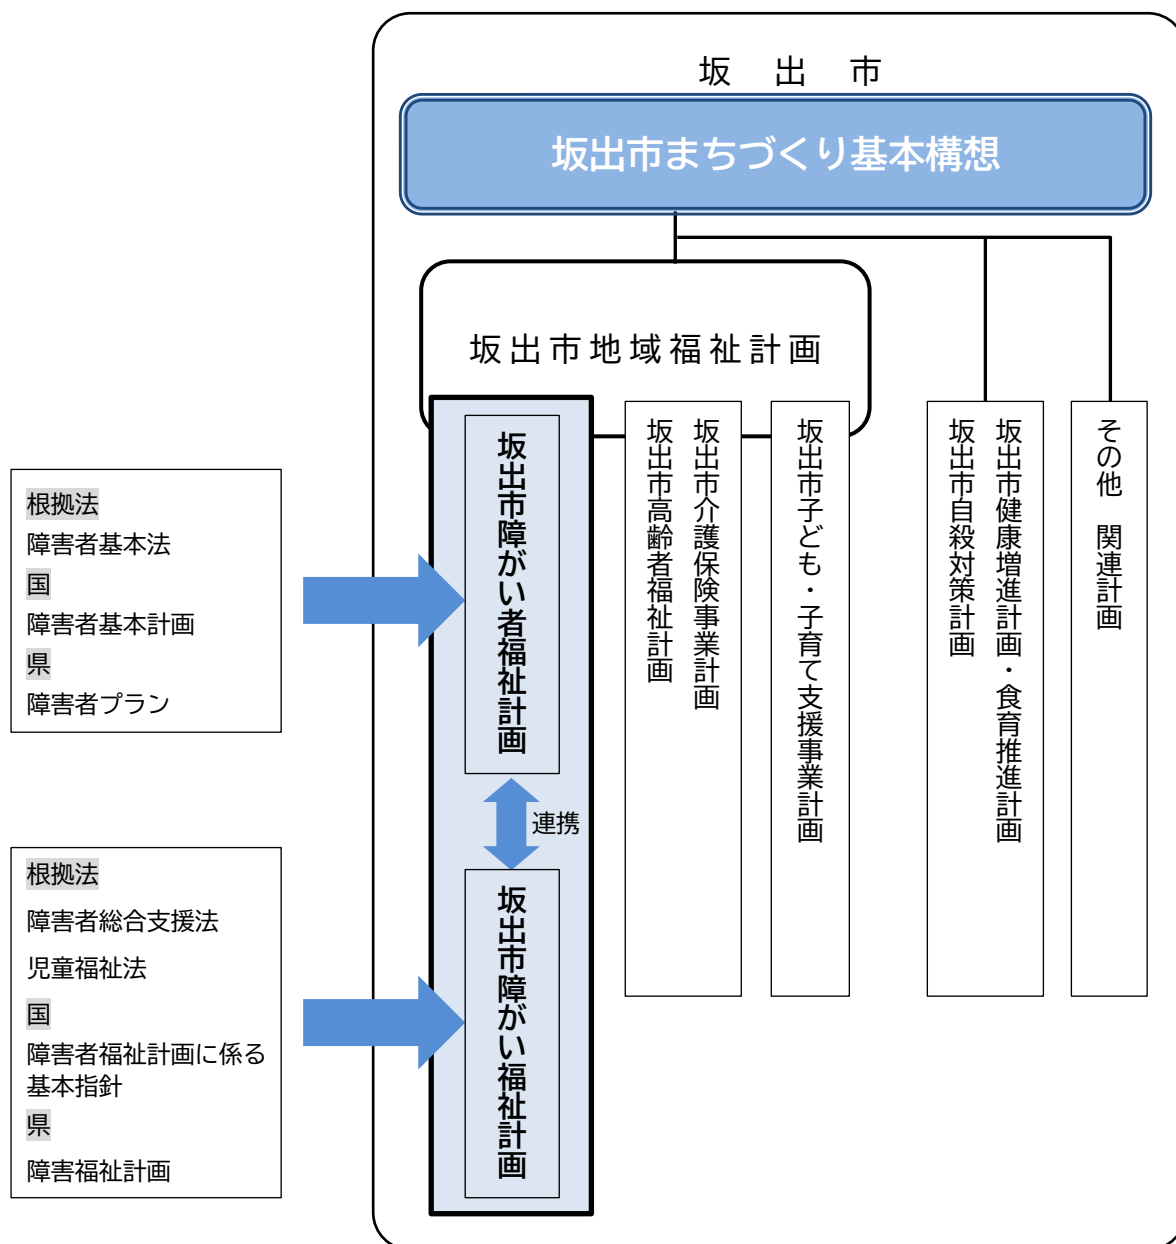 坂　出　市
坂出市まちづくり基本構想
坂出市地域福祉計画
坂出市障がい者福祉計画
連携
坂出市障がい福祉計画
坂出市介護保険事業計画
坂出市高齢者福祉計画
坂出市子ども・子育て支援事業計画
坂出市健康増進計画・食育推進計画
坂出市自殺対策計画
その他　関連計画
根拠法
障害者基本法
国
障害者基本計画
県
障害者プラン
根拠法
障害者総合支援法
児童福祉法
国
障害者福祉計画に係る
基本指針
県
障害福祉計画